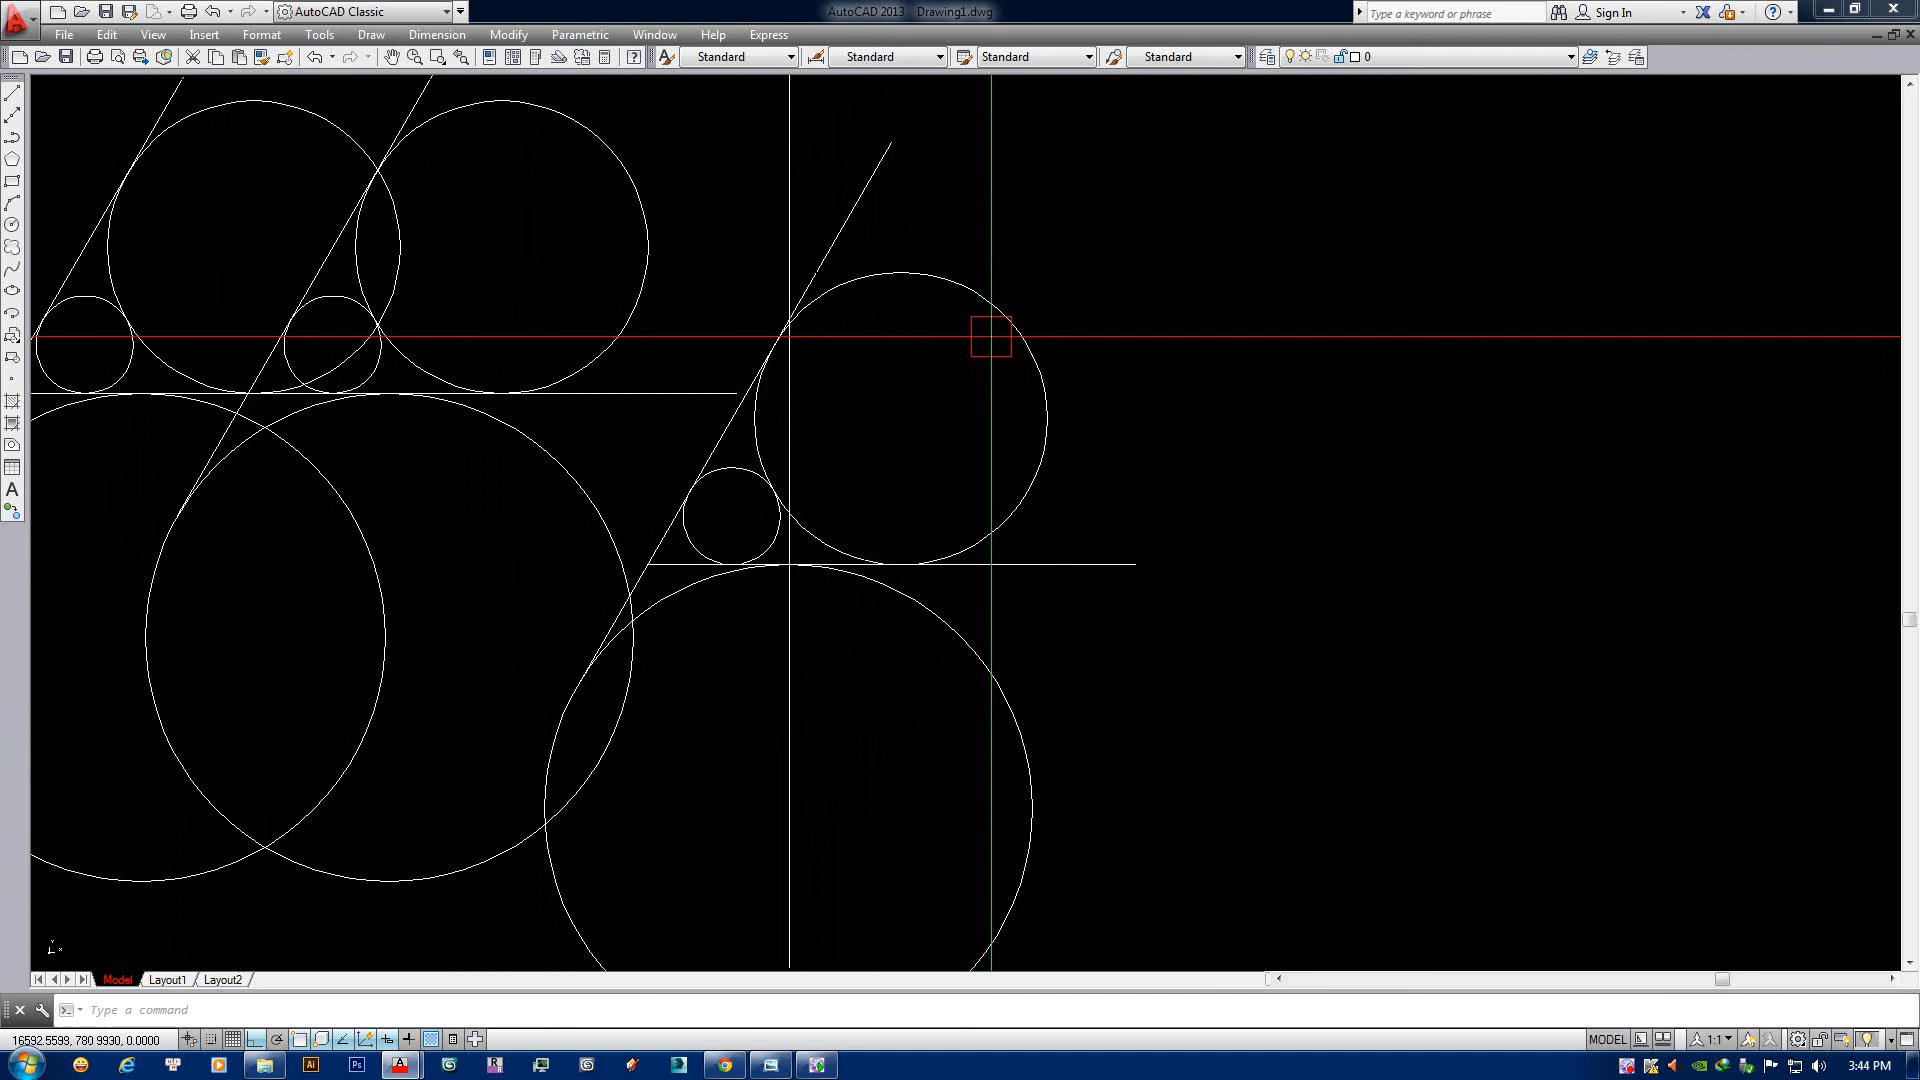 AutoCAD Classic
AutoCAD 2013 Drawing1.dwg
Type a keyword or phrase
Sign In
File Edit View Insert Format Tools Draw Dimension Modify Parametric Window Help Express
Standard Standard Standard Standard 0
A
Model Layout1 Layout2
Type a command
16592.5599, 780.9930, 0.0000
MODEL 1:1
Ai Ps A R
3:44 PM